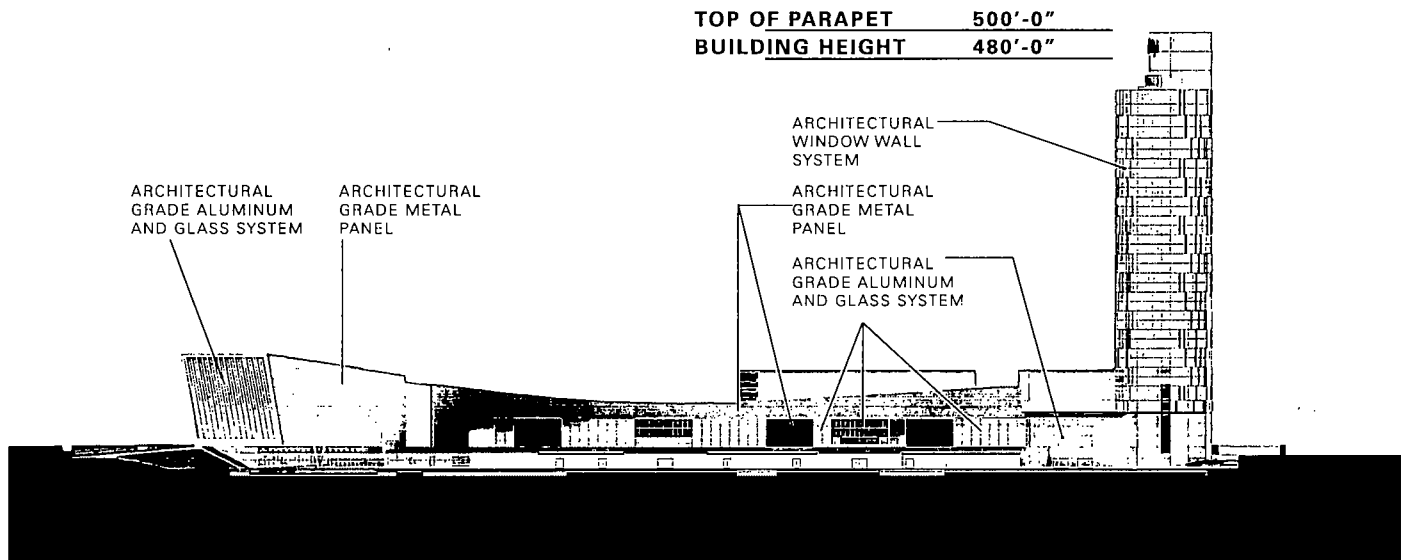 TOP OF PARAPET 500'-0"
BUILDING HEIGHT 480'-0"
ARCHITECTURAL
WINDOW WALL
SYSTEM
ARCHITECTURAL
GRADE ALUMINUM
AND GLASS SYSTEM
ARCHITECTURAL
GRADE METAL
PANEL
ARCHITECTURAL
GRADE METAL
PANEL
ARCHITECTURAL
GRADE ALUMINUM
AND GLASS SYSTEM